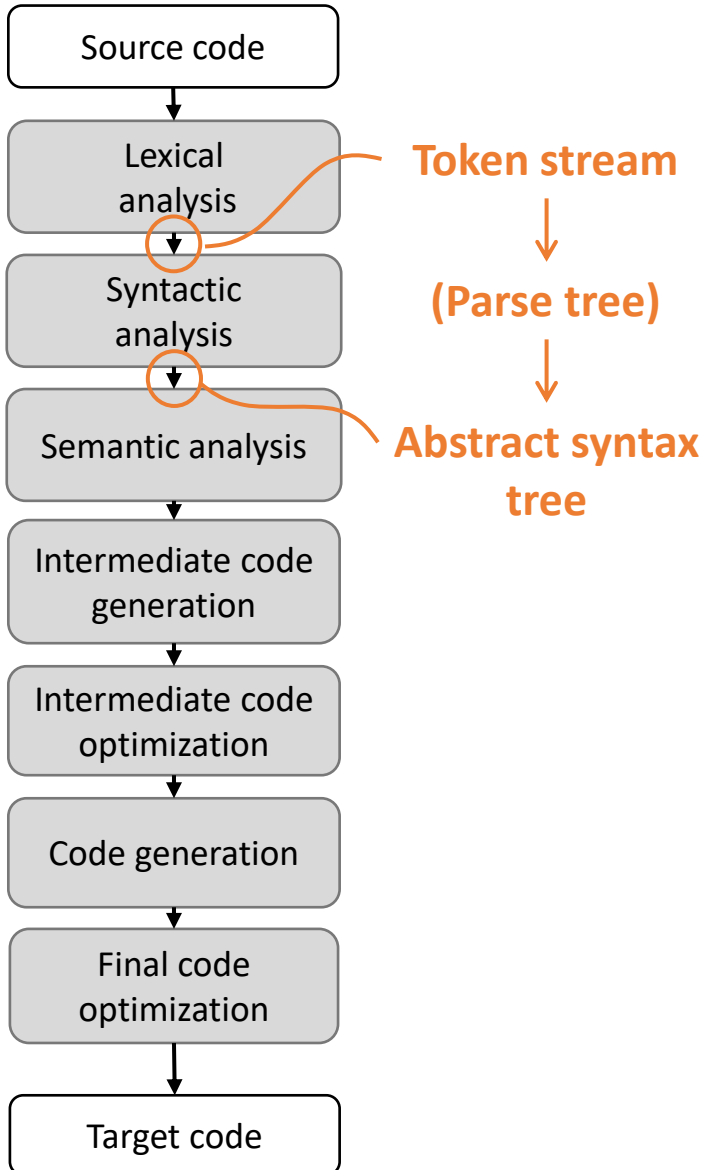 Source code
Lexical
analysis
Token stream
Syntactic
analysis
(Parse tree)
Semantic analysis
Abstract syntax
tree
Intermediate code
generation
Intermediate code
optimization
Code generation
Final code
optimization
Target code